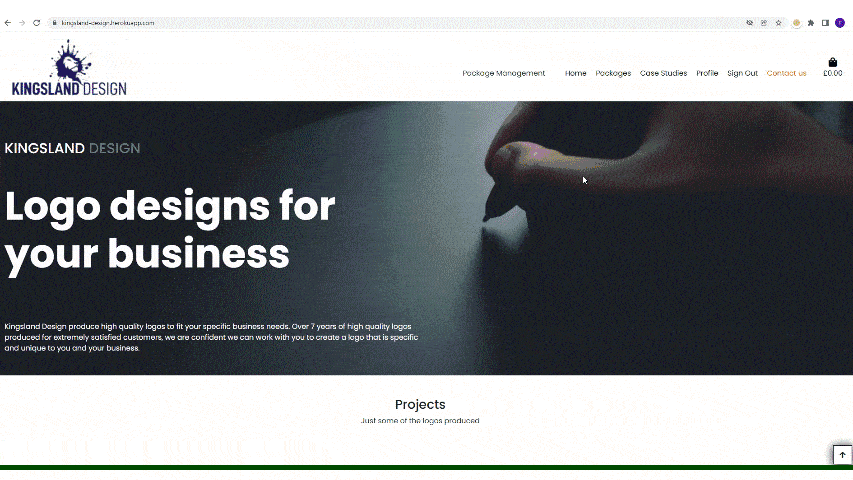 kingsland-design.herokuapp.com
KINGSLAND DESIGN
Package Management Home Packages Case Studies Profile Sign Out Contact us £0.00
KINGSLAND DESIGN
Logo designs for
your business
Kingsland Design produce high quality logos to fit your specific business needs. Over 7 years of high quality logos
produced for extremely satisfied customers, we are confident we can work with you to create a logo that is specific
and unique to you and your business.
Projects
Just some of the logos produced